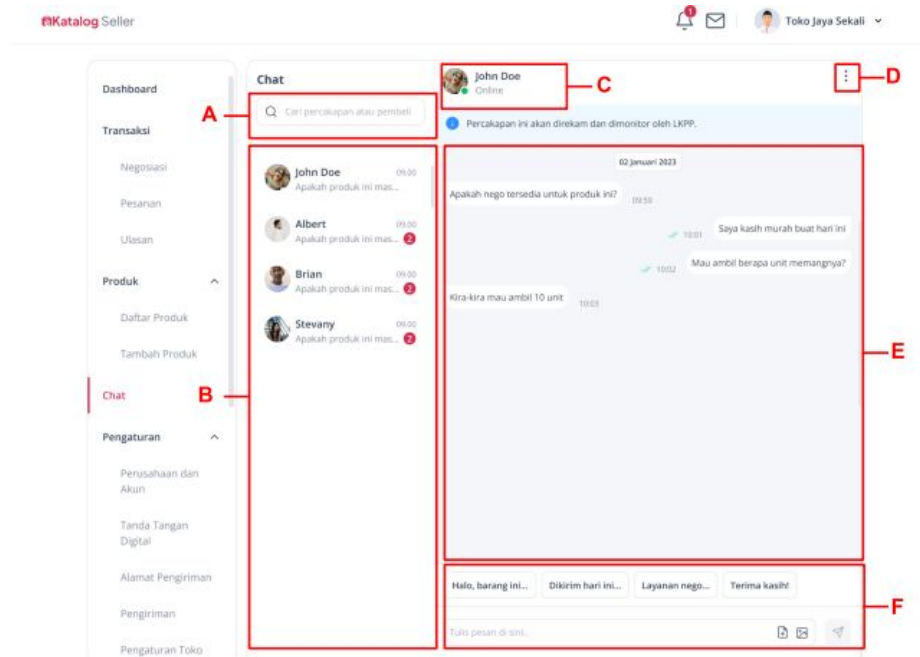 Katalog Seller
1
Toko Jaya Sekali
Dashboard
Transaksi
Negosiasi
Pesanan
Ulasan
Produk
Daftar Produk
Tambah Produk
Chat
Pengaturan
Perusahaan dan
Akun
Tanda Tangan
Digital
Alamat Pengiriman
Pengiriman
Pengaturan Toko
Chat
A
Cari percakapan atau pembeli
B
John Doe 09.00
Apakah produk ini mas...
Albert 09.00
Apakah produk ini mas... 2
Brian 09.00
Apakah produk ini mas... 2
Stevany 09.00
Apakah produk ini mas... 2
John Doe
Online
C
D
Percakapan ini akan direkam dan dimonitor oleh LKPP.
02 Januari 2023
Apakah nego tersedia untuk produk ini? 09:59
10:01 Saya kasih murah buat hari ini
10:02 Mau ambil berapa unit memangnya?
Kira-kira mau ambil 10 unit 10:03
E
Halo, barang ini... Dikirim hari ini... Layanan nego... Terima kasih!
F
Tulis pesan di sini..